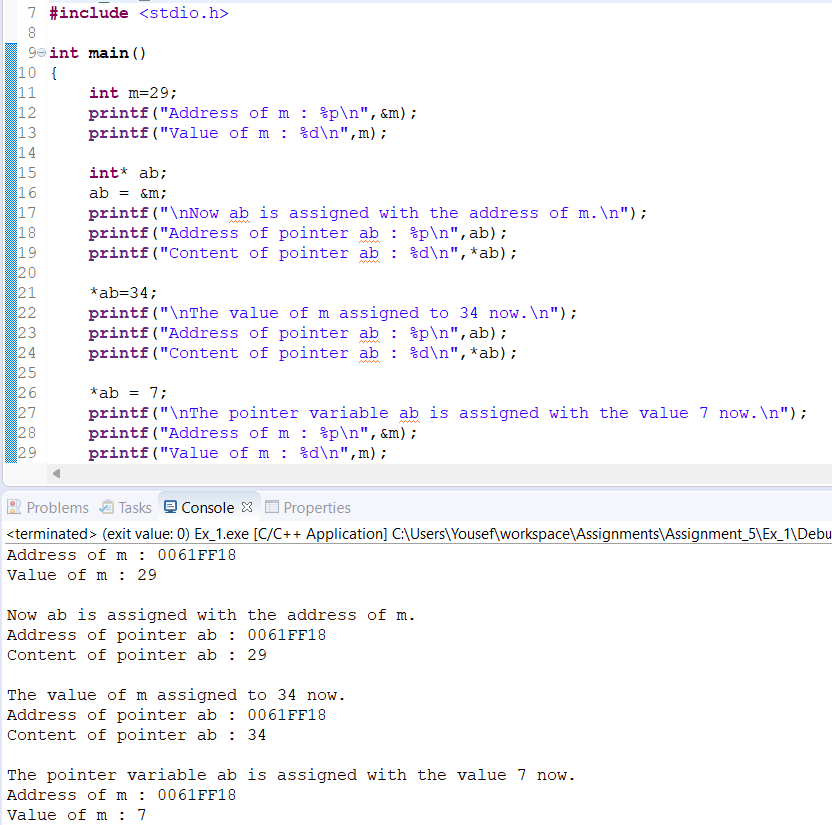 7 #include <stdio.h>
8
9 int main()
10 {
11     int m=29;
12     printf("Address of m : %p\n",&m);
13     printf("Value of m : %d\n",m);
14
15     int* ab;
16     ab = &m;
17     printf("\nNow ab is assigned with the address of m.\n");
18     printf("Address of pointer ab : %p\n",ab);
19     printf("Content of pointer ab : %d\n",*ab);
20
21     *ab=34;
22     printf("\nThe value of m assigned to 34 now.\n");
23     printf("Address of pointer ab : %p\n",ab);
24     printf("Content of pointer ab : %d\n",*ab);
25
26     *ab = 7;
27     printf("\nThe pointer variable ab is assigned with the value 7 now.\n");
28     printf("Address of m : %p\n",&m);
29     printf("Value of m : %d\n",m);
Problems Tasks Console Properties
<terminated> (exit value: 0) Ex_1.exe [C/C++ Application] C:\Users\Yousef\workspace\Assignments\Assignment_5\Ex_1\Debu
Address of m : 0061FF18
Value of m : 29

Now ab is assigned with the address of m.
Address of pointer ab : 0061FF18
Content of pointer ab : 29

The value of m assigned to 34 now.
Address of pointer ab : 0061FF18
Content of pointer ab : 34

The pointer variable ab is assigned with the value 7 now.
Address of m : 0061FF18
Value of m : 7